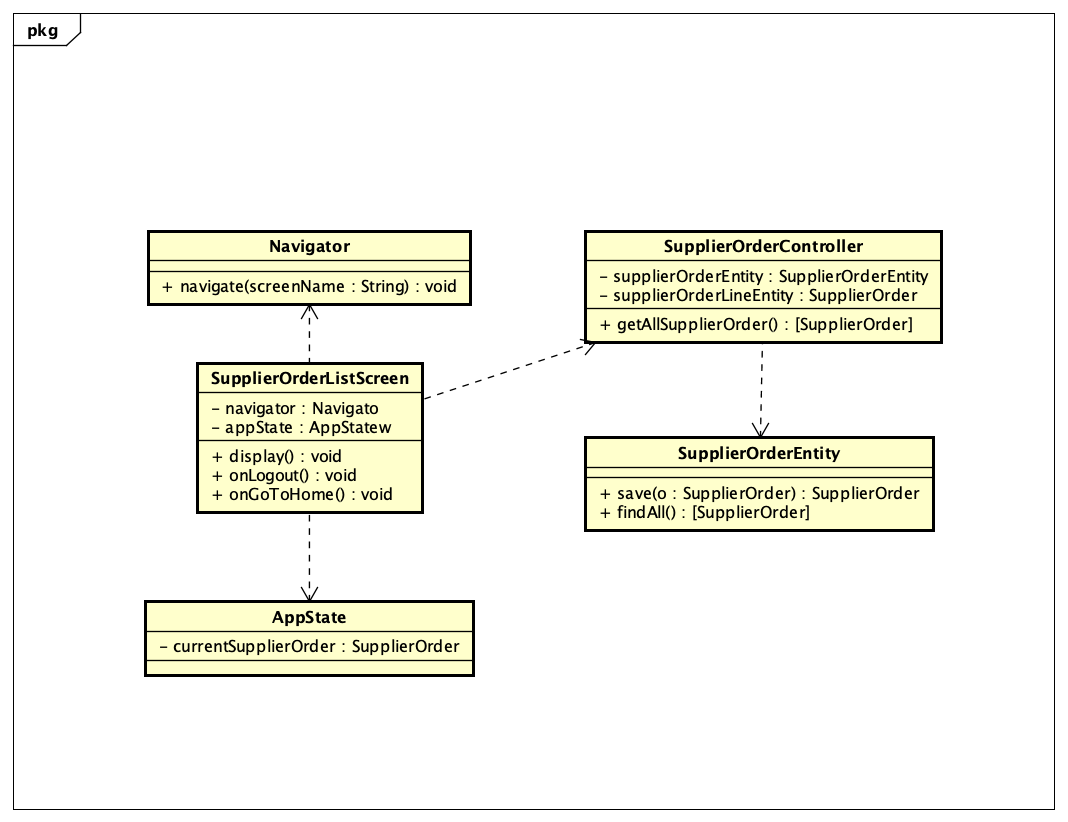 pkg
Navigator
+ navigate(screenName : String) : void
SupplierOrderController
- supplierOrderEntity : SupplierOrderEntity
- supplierOrderLineEntity : SupplierOrder
+ getAllSupplierOrder() : [SupplierOrder]
SupplierOrderListScreen
- navigator : Navigato
- appState : AppStatew
+ display() : void
+ onLogout() : void
+ onGoToHome() : void
SupplierOrderEntity
+ save(o : SupplierOrder) : SupplierOrder
+ findAll() : [SupplierOrder]
AppState
- currentSupplierOrder : SupplierOrder